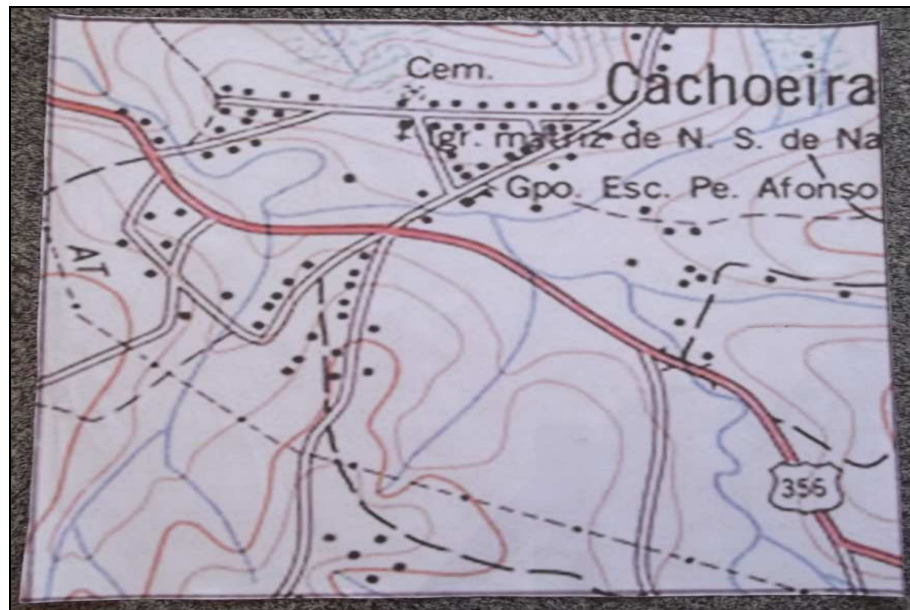 Cem.
Cachoeira
Igr. matriz de N. S. de Na
Gpo. Esc. Pe. Afonso
AT
356